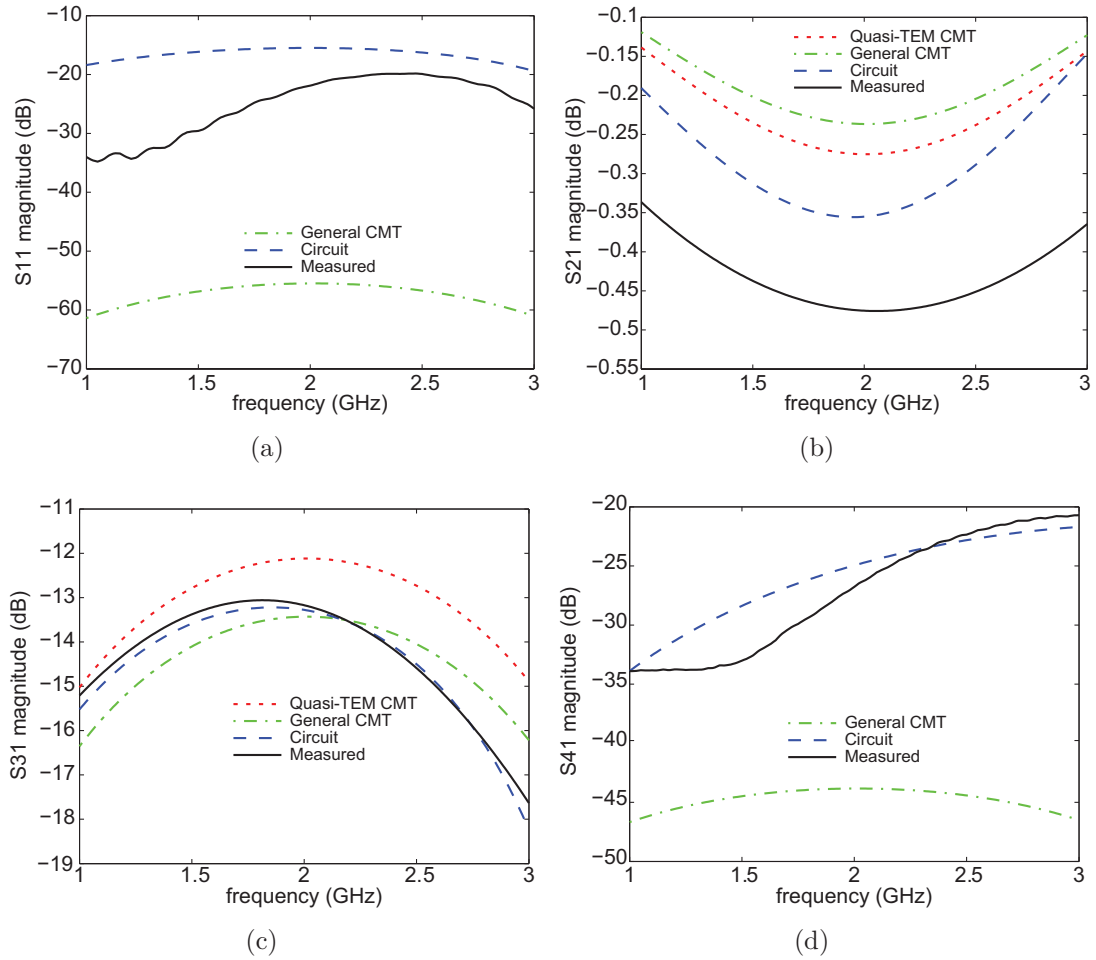 −10
−20
−30
−40
−50
−60
−70
S11 magnitude (dB)
General CMT
Circuit
Measured
1
1.5
2
2.5
3
frequency (GHz)
(a)
−0.1
−0.15
−0.2
−0.25
−0.3
−0.35
−0.4
−0.45
−0.5
−0.55
S21 magnitude (dB)
Quasi-TEM CMT
General CMT
Circuit
Measured
1
1.5
2
2.5
3
frequency (GHz)
(b)
−11
−12
−13
−14
−15
−16
−17
−18
−19
S31 magnitude (dB)
Quasi-TEM CMT
General CMT
Circuit
Measured
1
1.5
2
2.5
3
frequency (GHz)
(c)
−20
−25
−30
−35
−40
−45
−50
S41 magnitude (dB)
General CMT
Circuit
Measured
1
1.5
2
2.5
3
frequency (GHz)
(d)